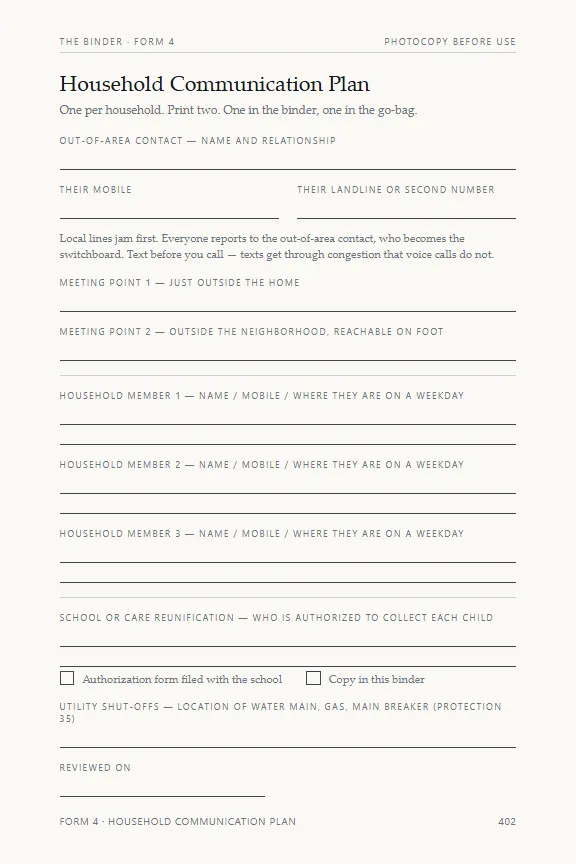 THE BINDER · FORM 4
PHOTOCOPY BEFORE USE
Household Communication Plan
One per household. Print two. One in the binder, one in the go-bag.
OUT-OF-AREA CONTACT — NAME AND RELATIONSHIP
THEIR MOBILE
THEIR LANDLINE OR SECOND NUMBER
Local lines jam first. Everyone reports to the out-of-area contact, who becomes the
switchboard. Text before you call — texts get through congestion that voice calls do not.
MEETING POINT 1 — JUST OUTSIDE THE HOME
MEETING POINT 2 — OUTSIDE THE NEIGHBORHOOD, REACHABLE ON FOOT
HOUSEHOLD MEMBER 1 — NAME / MOBILE / WHERE THEY ARE ON A WEEKDAY
HOUSEHOLD MEMBER 2 — NAME / MOBILE / WHERE THEY ARE ON A WEEKDAY
HOUSEHOLD MEMBER 3 — NAME / MOBILE / WHERE THEY ARE ON A WEEKDAY
SCHOOL OR CARE REUNIFICATION — WHO IS AUTHORIZED TO COLLECT EACH CHILD
Authorization form filed with the school
Copy in this binder
UTILITY SHUT-OFFS — LOCATION OF WATER MAIN, GAS, MAIN BREAKER (PROTECTION
35)
REVIEWED ON
FORM 4 · HOUSEHOLD COMMUNICATION PLAN
402